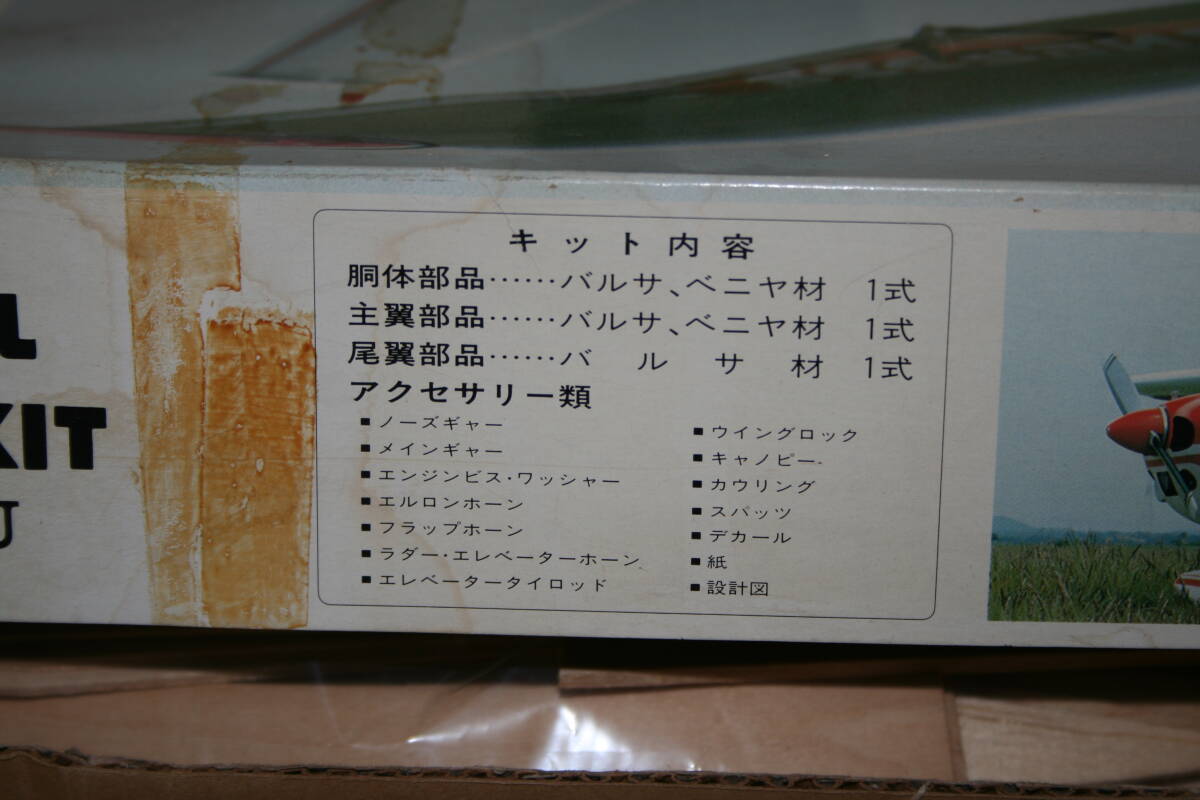 キット内容
胴体部品……バルサ、ベニヤ材 1式
主翼部品……バルサ、ベニヤ材 1式
尾翼部品……バルサ材 1式
アクセサリー類
■ノーズギャー
■メインギャー
■エンジンビス・ワッシャー
■エルロンホーン
■フラップホーン
■ラダー・エレベーターホーン
■エレベータータイロッド
■ウイングロック
■キャノピー
■カウリング
■スパッツ
■デカール
■紙
■設計図
KIT